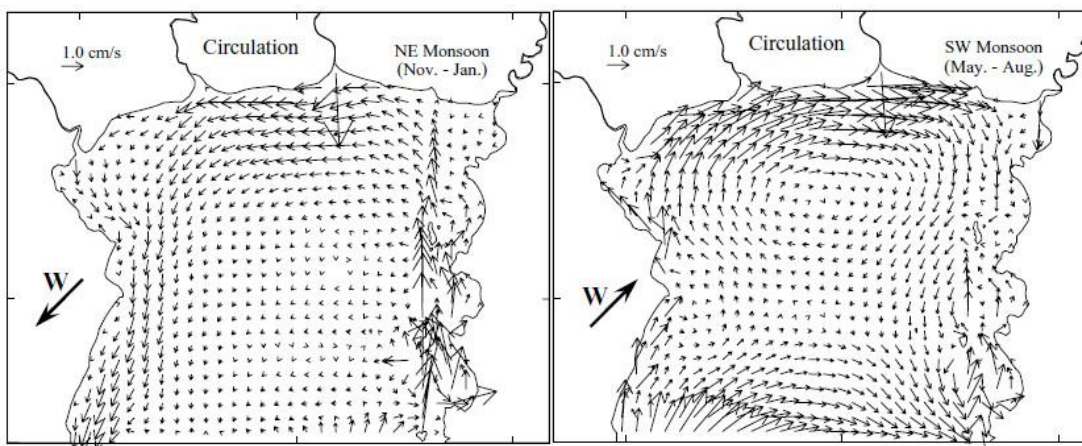 1.0 cm/s
Circulation
NE Monsoon
(Nov. - Jan.)
W
1.0 cm/s
Circulation
SW Monsoon
(May. - Aug.)
W